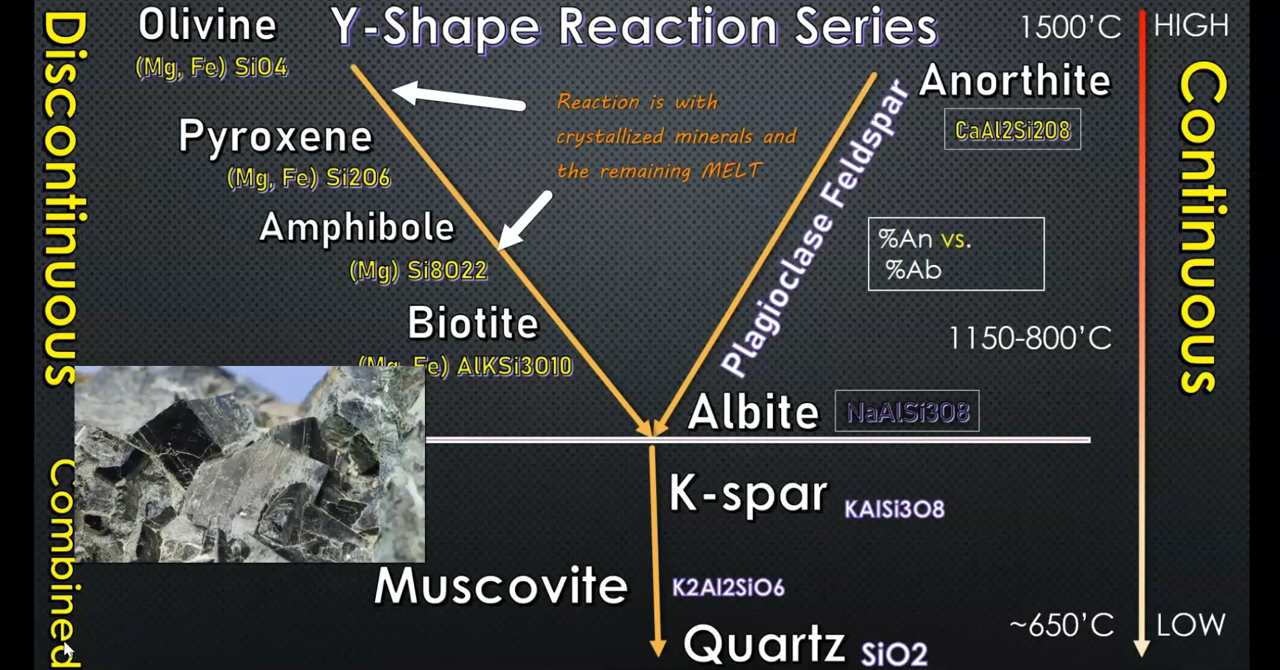 Discontinuous
Combined
Continuous
Y-Shape Reaction Series
Olivine
(Mg, Fe) SiO4
Pyroxene
(Mg, Fe) Si2O6
Amphibole
(Mg) Si8O22
Biotite
(Mg, Fe) AlKSi3O10
Reaction is with
crystallized minerals and
the remaining MELT
Plagioclase Feldspar
Anorthite
CaAl2Si2O8
%An vs.
%Ab
Albite
NaAlSi3O8
K-spar KAlSi3O8
Muscovite K2Al2SiO6
Quartz SiO2
1500'C HIGH
1150-800'C
~650'C LOW